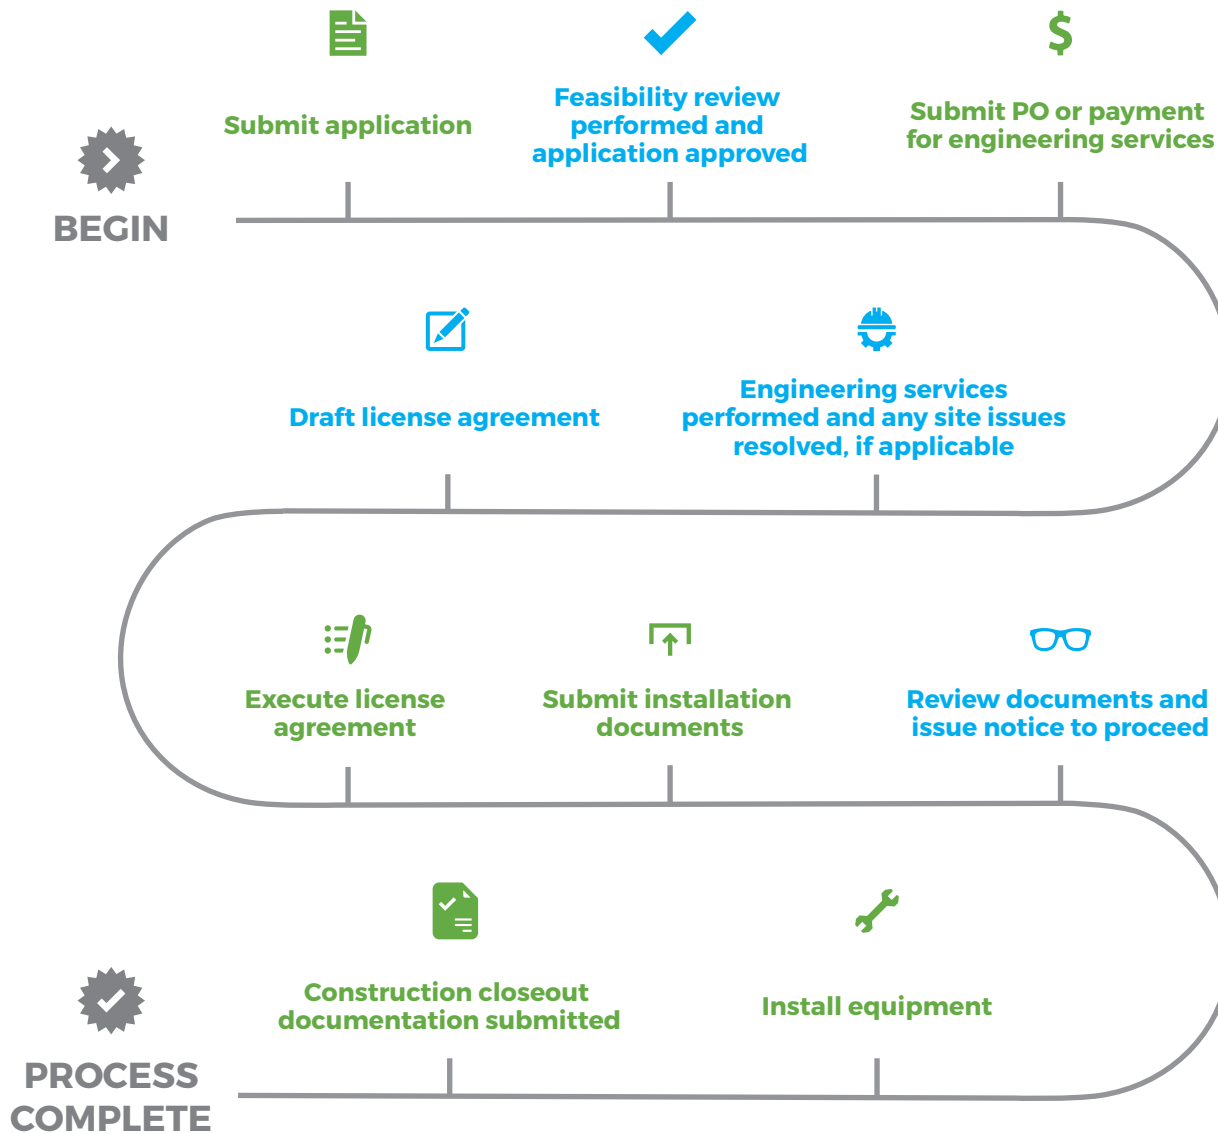 BEGIN
Submit application
Feasibility review
performed and
application approved
Submit PO or payment
for engineering services
Engineering services
performed and any site issues
resolved, if applicable
Draft license agreement
Execute license
agreement
Submit installation
documents
Review documents and
issue notice to proceed
Install equipment
Construction closeout
documentation submitted
PROCESS
COMPLETE